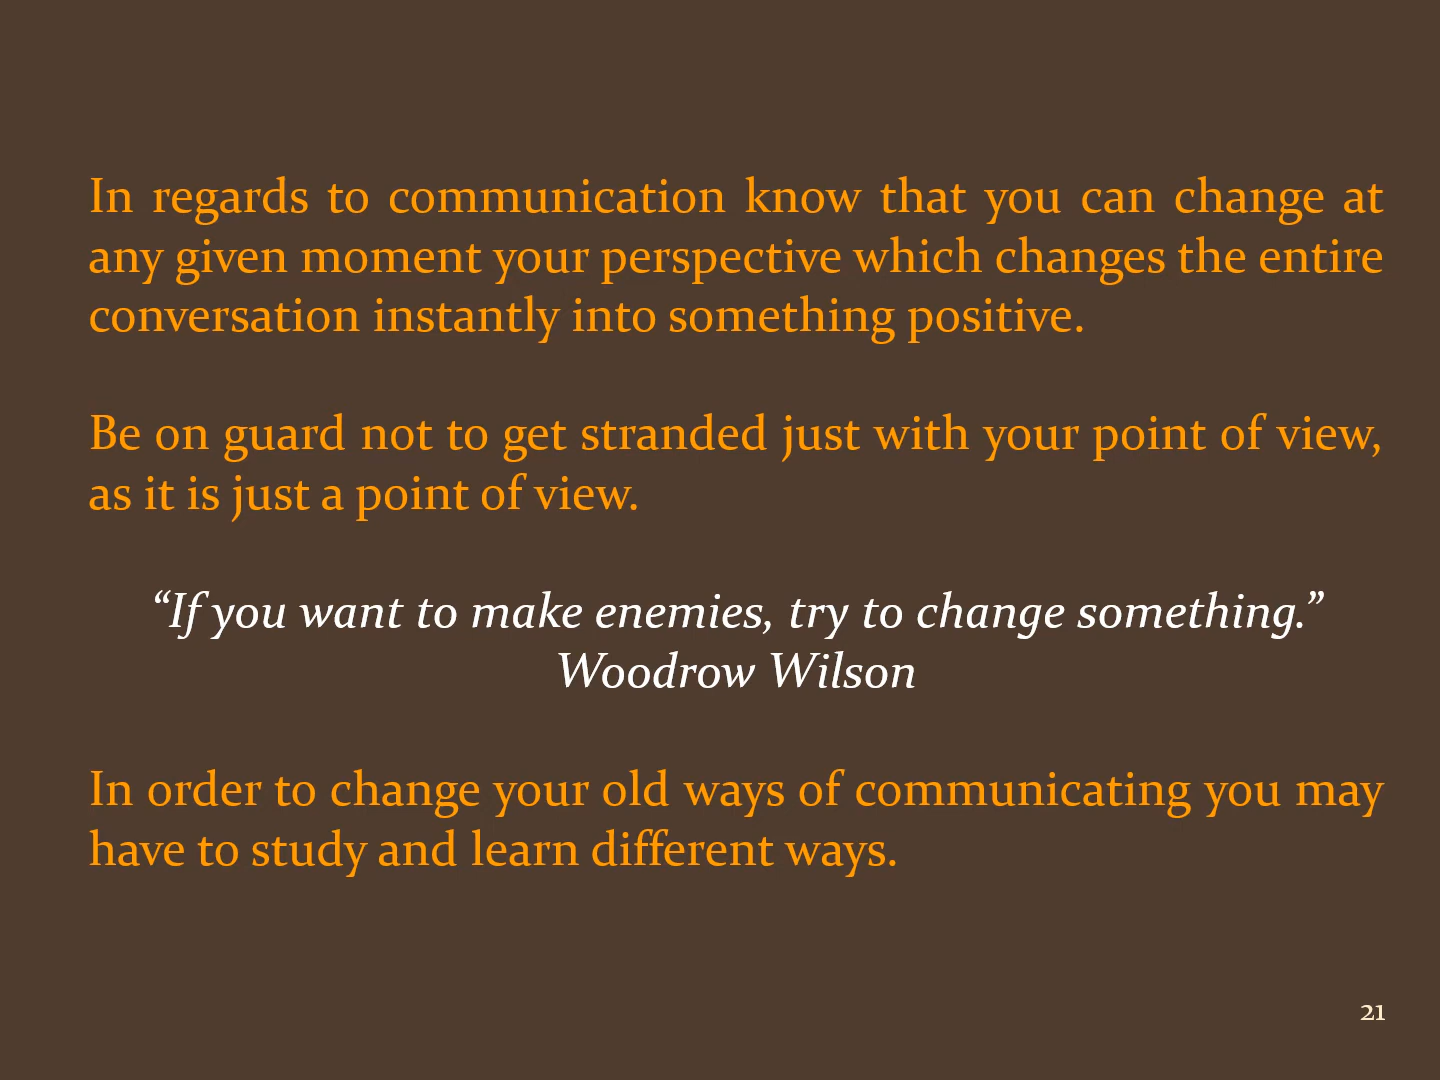 In regards to communication know that you can change at
any given moment your perspective which changes the entire
conversation instantly into something positive.
Be on guard not to get stranded just with your point of view,
as it is just a point of view.
“If you want to make enemies, try to change something.”
Woodrow Wilson
In order to change your old ways of communicating you may
have to study and learn different ways.
21